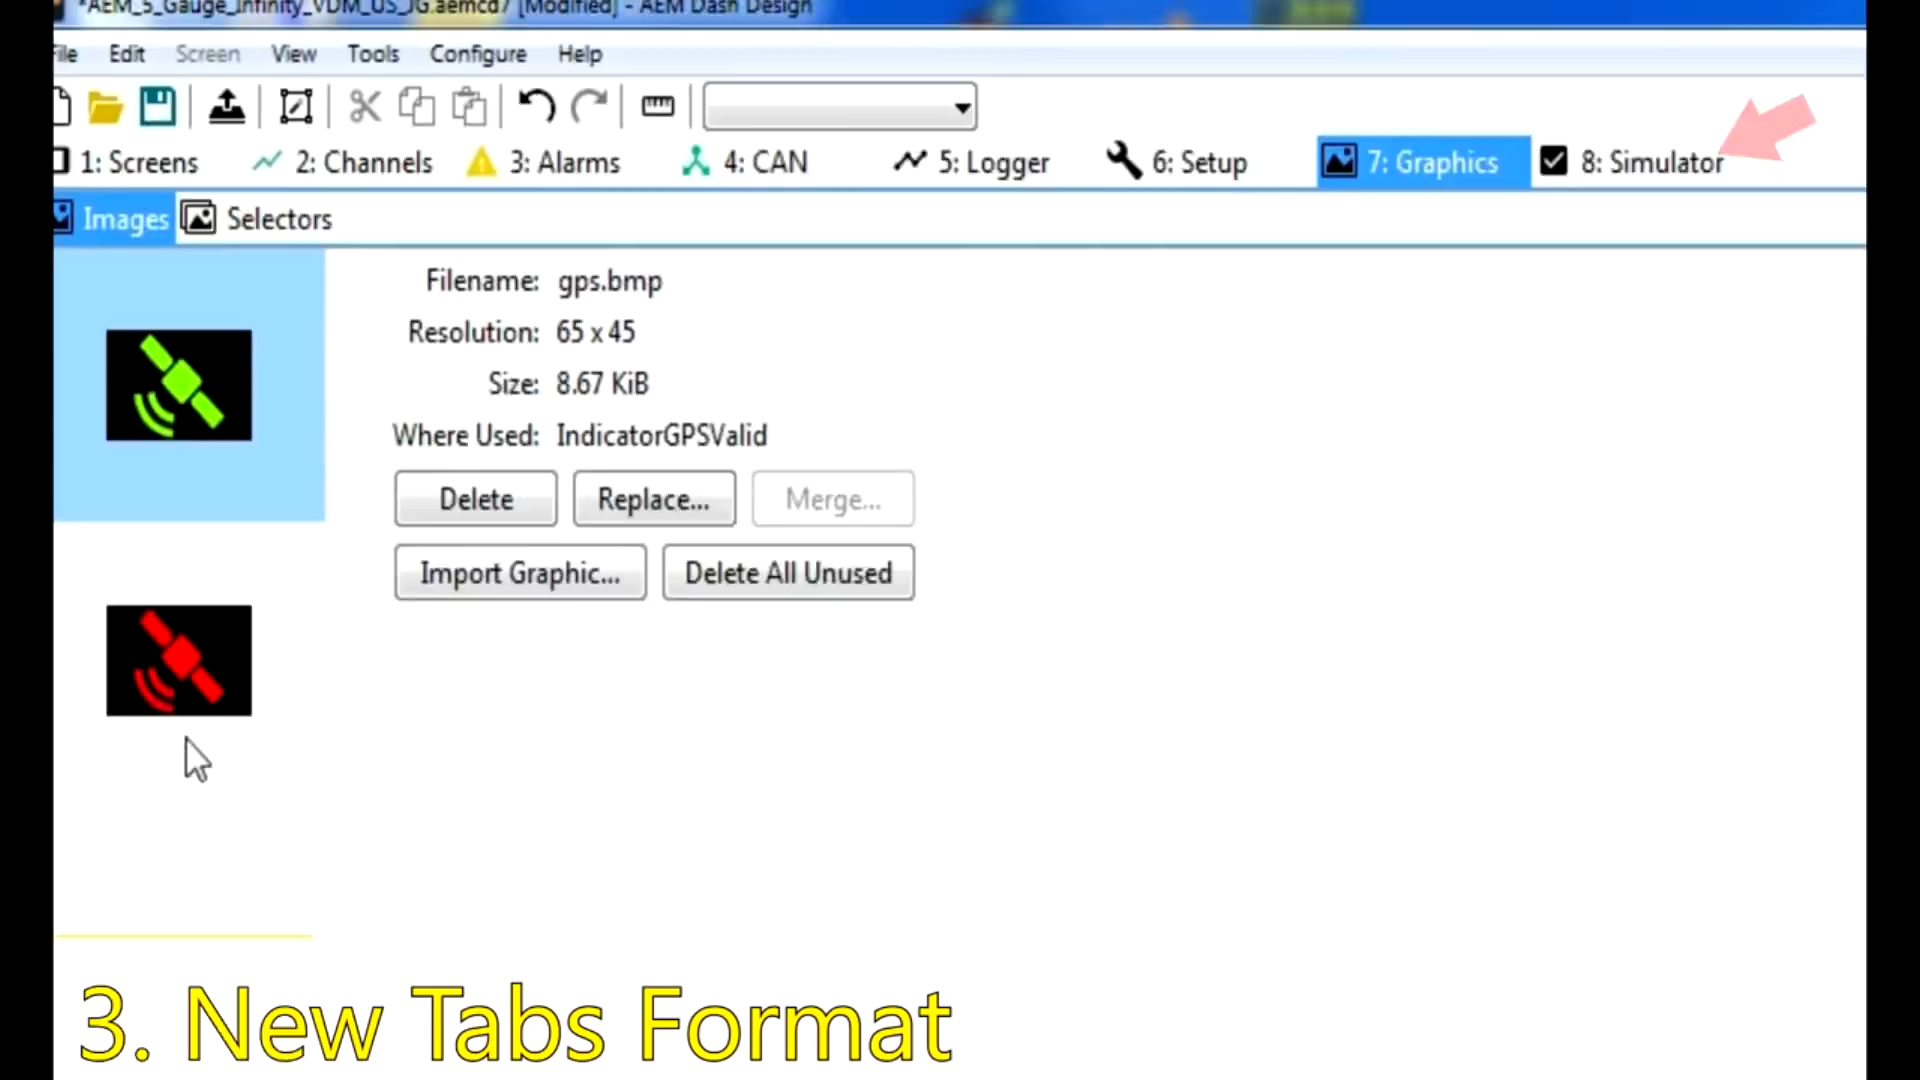 *AEM_5_Gauge_Infinity_VDM_US_JG.aemcd7 [Modified] - AEM Dash Design
File Edit Screen View Tools Configure Help
1: Screens 2: Channels 3: Alarms 4: CAN 5: Logger 6: Setup 7: Graphics 8: Simulator
Images Selectors
Filename: gps.bmp
Resolution: 65 x 45
Size: 8.67 KiB
Where Used: IndicatorGPSValid
Delete Replace... Merge...
Import Graphic... Delete All Unused
3. New Tabs Format